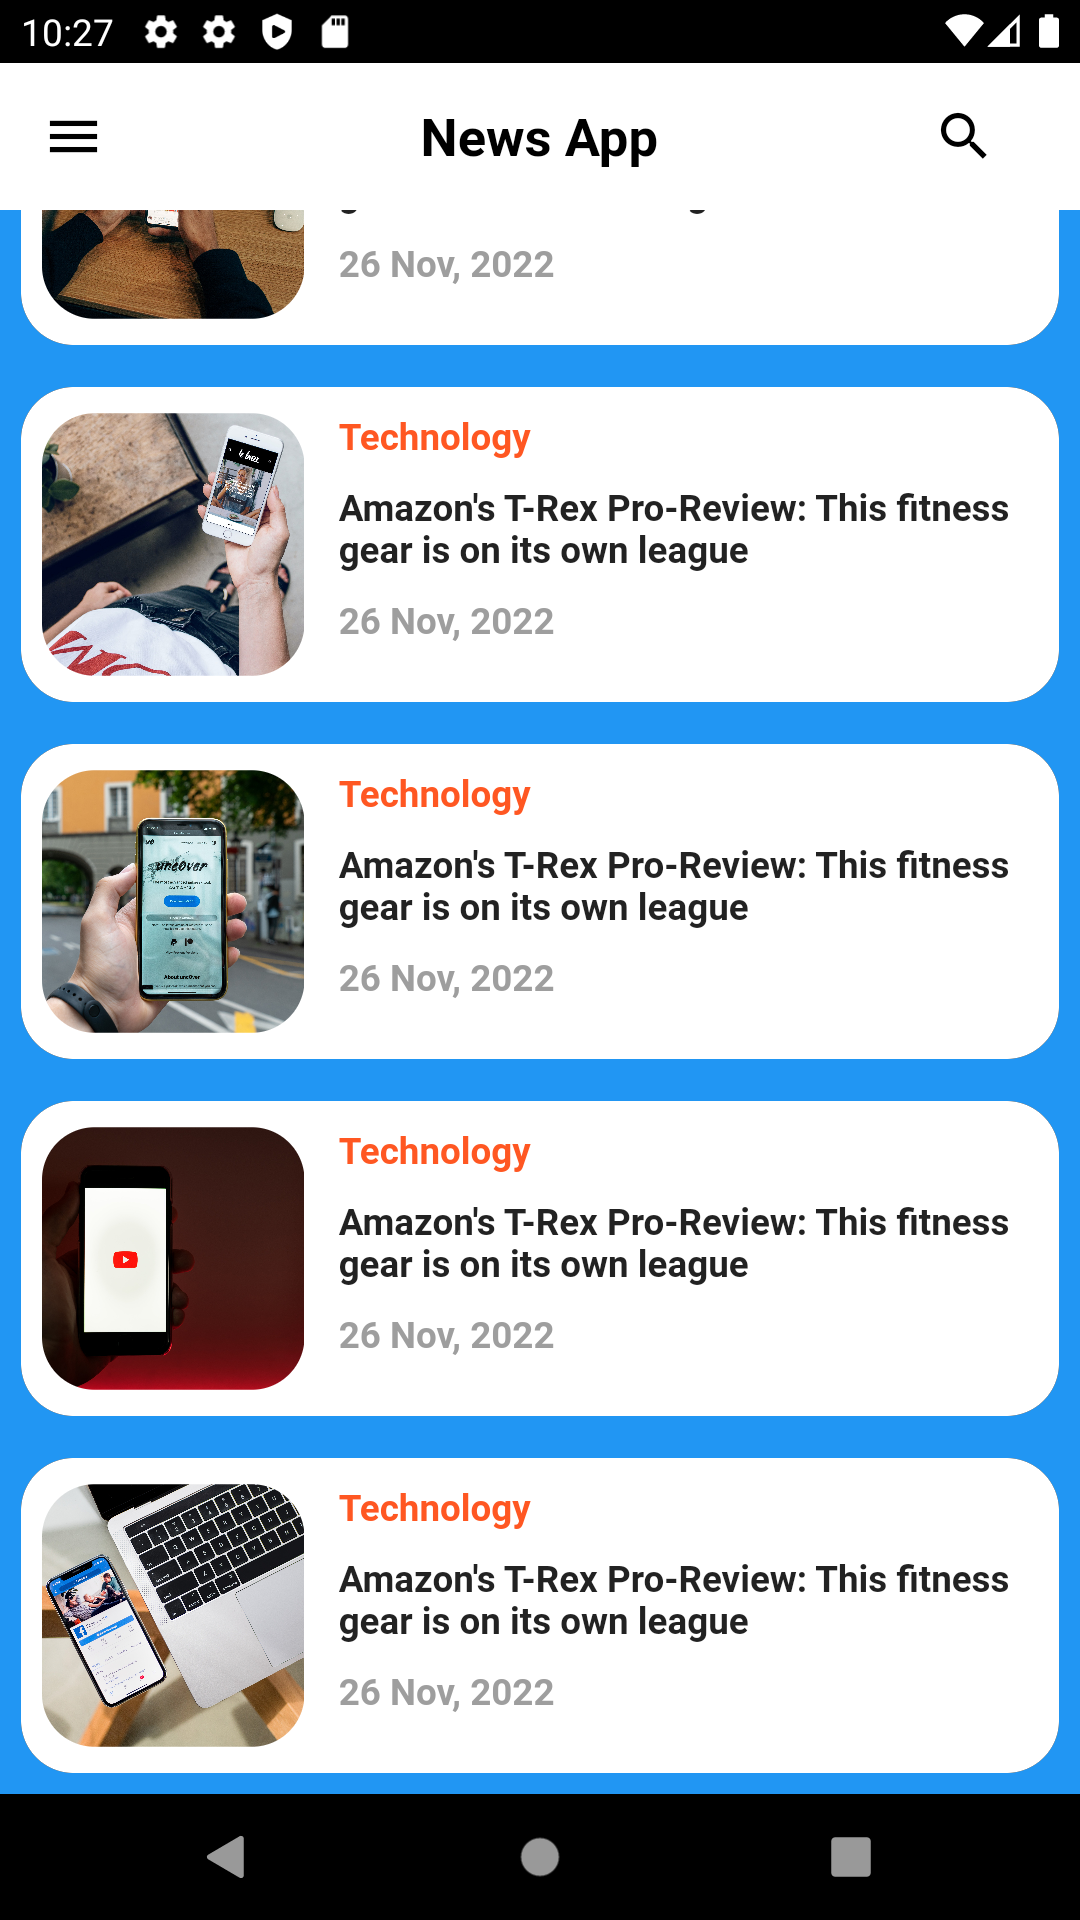 10:27
News App
26 Nov, 2022
Technology
Amazon's T-Rex Pro-Review: This fitness
gear is on its own league
26 Nov, 2022
Technology
Amazon's T-Rex Pro-Review: This fitness
gear is on its own league
26 Nov, 2022
unc0ver
About unc0ver
Technology
Amazon's T-Rex Pro-Review: This fitness
gear is on its own league
26 Nov, 2022
Technology
Amazon's T-Rex Pro-Review: This fitness
gear is on its own league
26 Nov, 2022